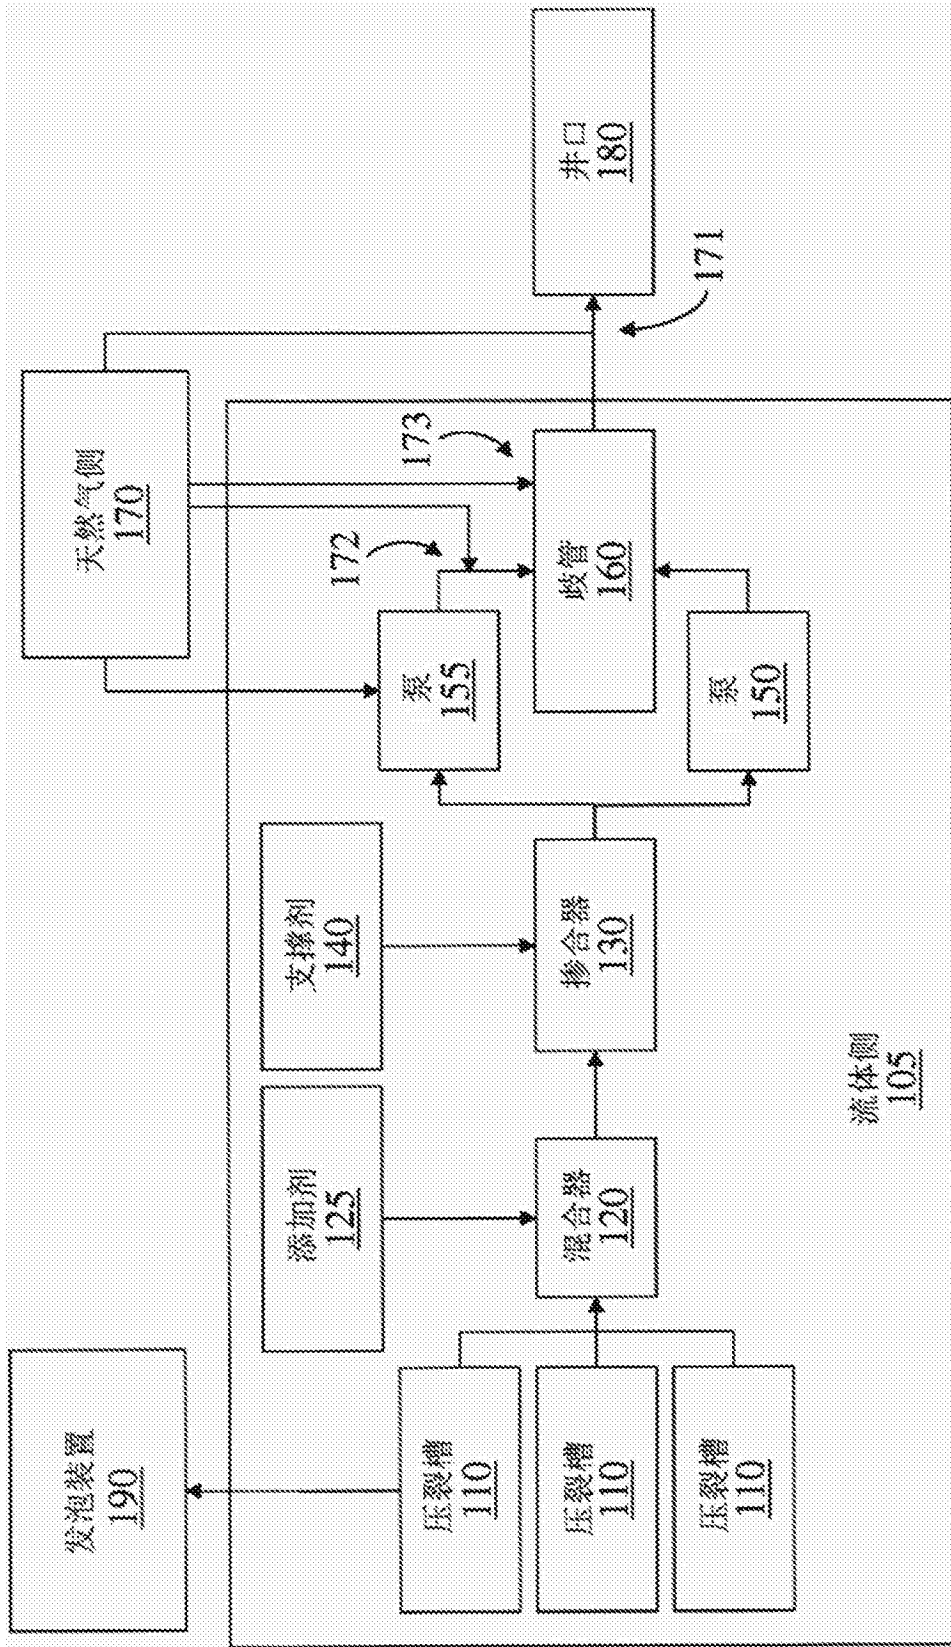 发泡装置
190
天然气侧
170
添加剂
125
支撑剂
140
泵
155
172
173
压裂槽
110
压裂槽
110
压裂槽
110
混合器
120
掺合器
130
歧管
160
井口
180
171
泵
150
流体侧
105